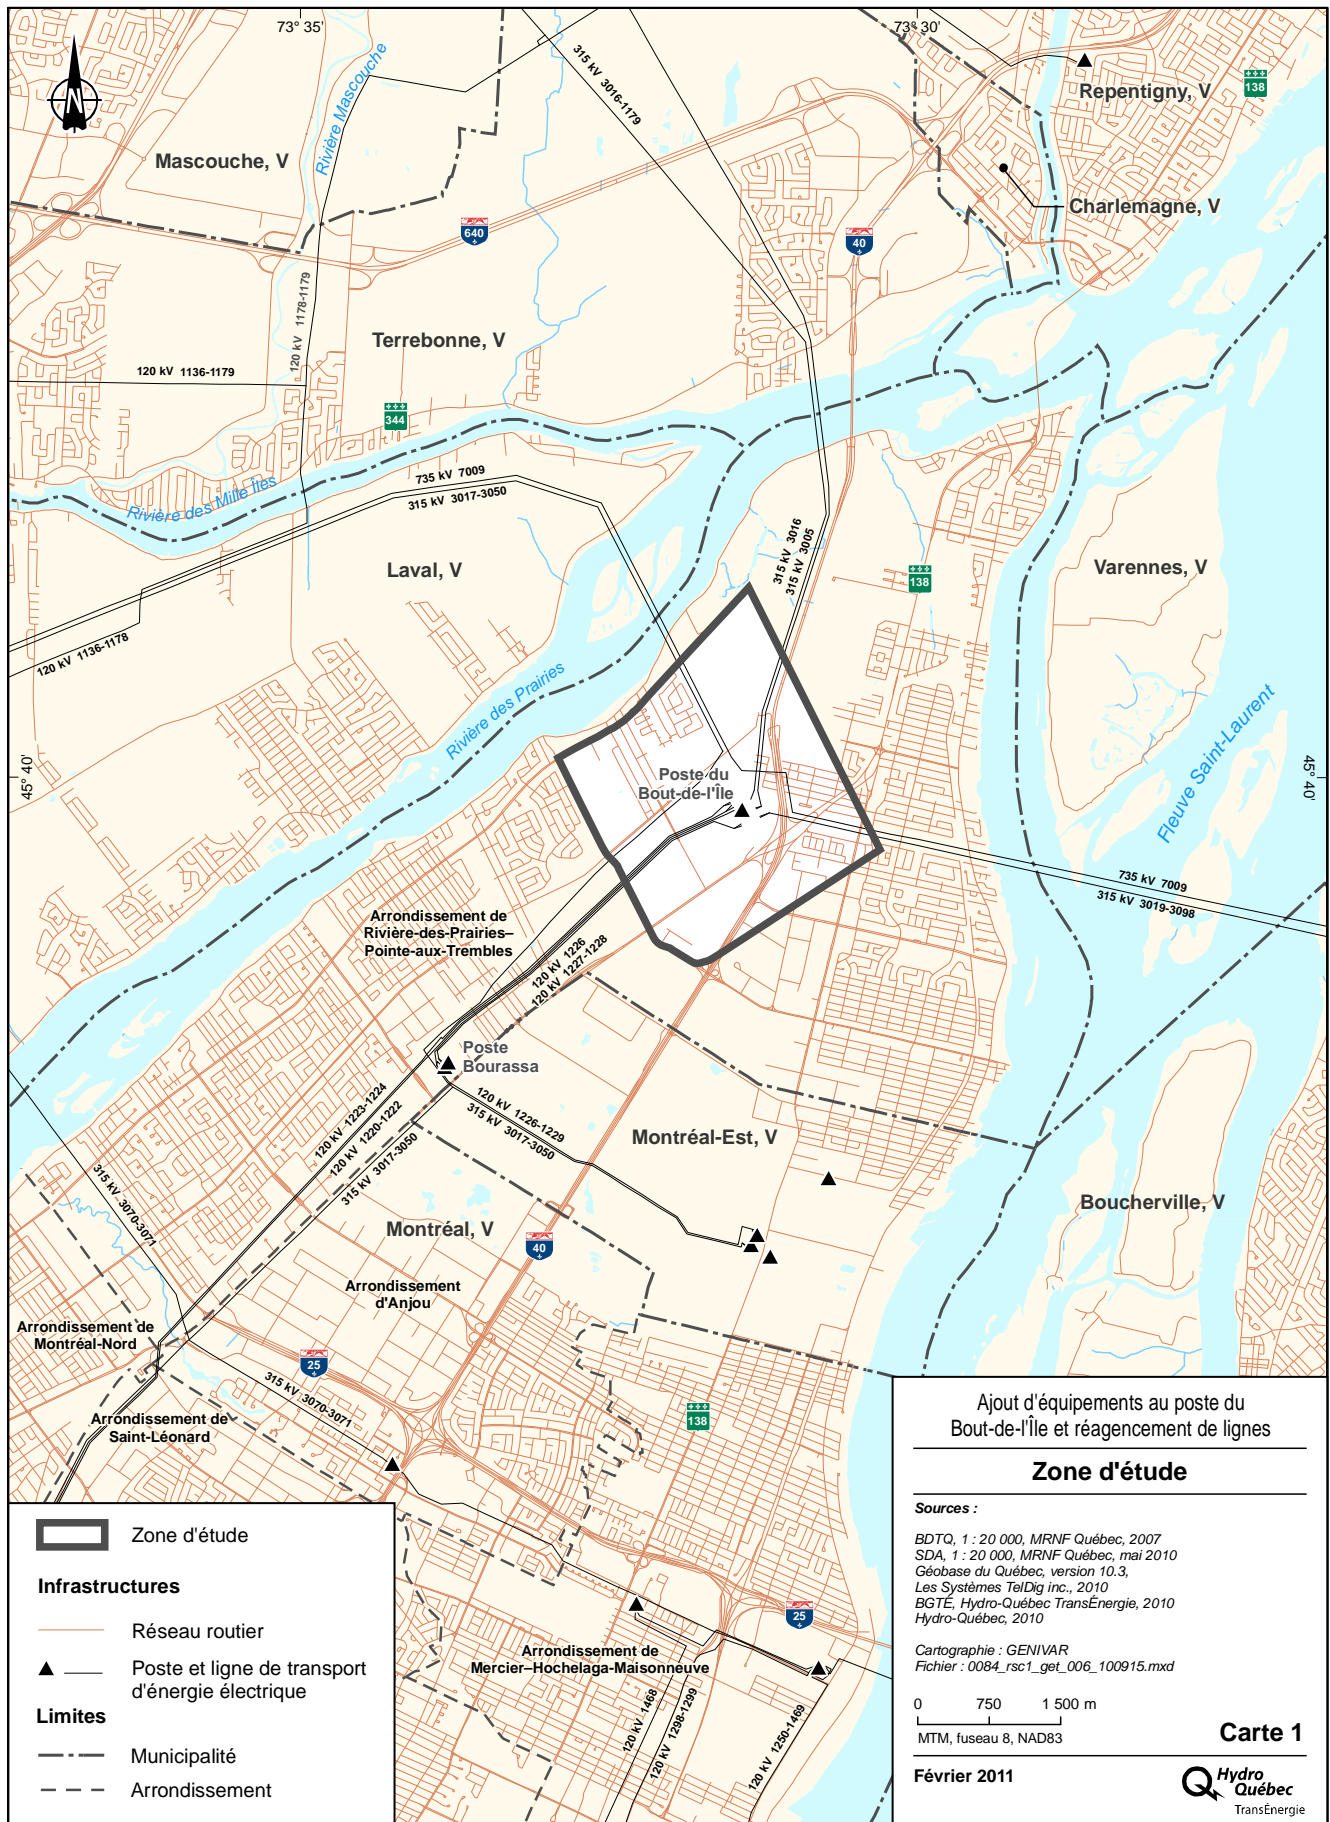 73° 35'
73° 30'
N
Rivière Mascouche
315 kV 3016-1179
Repentigny, V
138
Mascouche, V
Charlemagne, V
640
40
120 kV 1178-1179
Terrebonne, V
120 kV 1136-1179
344
735 kV 7009
315 kV 3017-3050
Rivière des Mille Îles
315 kV 3016
315 kV 3005
Laval, V
138
Varennes, V
120 kV 1136-1178
Rivière des Prairies
Fleuve Saint-Laurent
45° 40'
45° 40'
Poste du
Bout-de-l'Île
735 kV 7009
315 kV 3019-3098
Arrondissement de
Rivière-des-Prairies–
Pointe-aux-Trembles
120 kV 1226
120 kV 1227-1228
Poste
Bourassa
120 kV 1223-1224
120 kV 1220-1222
315 kV 3017-3050
120 kV 1226-1229
315 kV 3017-3050
Montréal-Est, V
315 kV 3070-3071
Boucherville, V
Montréal, V
40
Arrondissement
d'Anjou
Arrondissement de
Montréal-Nord
25
315 kV 3070-3071
Arrondissement de
Saint-Léonard
138
25
Arrondissement de
Mercier–Hochelaga-Maisonneuve
120 kV 1468
120 kV 1298-1299
120 kV 1250-1469
Zone d'étude
Infrastructures
Réseau routier
Poste et ligne de transport
d'énergie électrique
Limites
Municipalité
Arrondissement
Ajout d'équipements au poste du
Bout-de-l'Île et réagencement de lignes
Zone d'étude
Sources :
BDTQ, 1 : 20 000, MRNF Québec, 2007
SDA, 1 : 20 000, MRNF Québec, mai 2010
Géobase du Québec, version 10.3,
Les Systèmes TelDig inc., 2010
BGTÉ, Hydro-Québec TransÉnergie, 2010
Hydro-Québec, 2010
Cartographie : GENIVAR
Fichier : 0084_rsc1_get_006_100915.mxd
0 750 1 500 m
MTM, fuseau 8, NAD83
Carte 1
Février 2011
Hydro
Québec
TransÉnergie